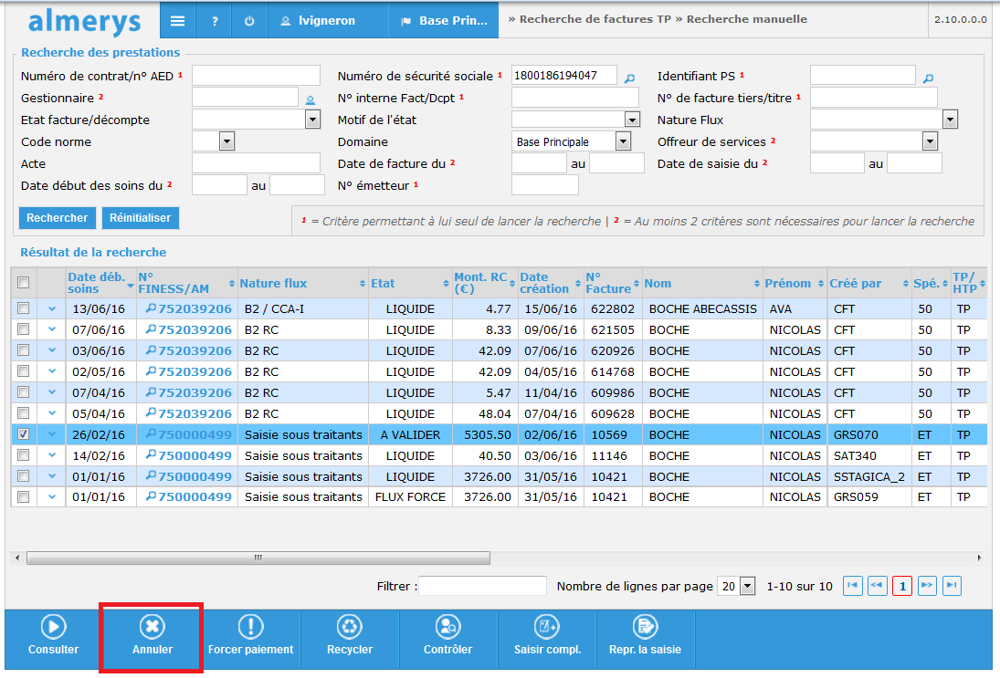 almerys ? lvigneron Base Prin... » Recherche de factures TP » Recherche manuelle 2.10.0.0.0
Recherche des prestations
Numéro de contrat/nº AED 1 Numéro de sécurité sociale 1 1800186194047 Identifiant PS 1
Gestionnaire 2 Nº interne Fact/Dcpt 1 Nº de facture tiers/titre 1
Etat facture/décompte Motif de l'état Nature Flux
Code norme Domaine Base Principale Offreur de services 2
Acte Date de facture du 2 au Date de saisie du 2 au
Date début des soins du 2 au Nº émetteur 1
Rechercher Réinitialiser 1 = Critère permettant à lui seul de lancer la recherche | 2 = Au moins 2 critères sont nécessaires pour lancer la recherche
Résultat de la recherche
Date déb. soins Nº FINESS/AM Nature flux Etat Mont. RC (€) Date création Nº Facture Nom Prénom Créé par Spé. TP/ HTP
13/06/16 752039206 B2 / CCA-I LIQUIDE 4.77 15/06/16 622802 BOCHE ABECASSIS AVA CFT 50 TP
07/06/16 752039206 B2 RC LIQUIDE 8.33 09/06/16 621505 BOCHE NICOLAS CFT 50 TP
03/06/16 752039206 B2 RC LIQUIDE 42.09 07/06/16 620926 BOCHE NICOLAS CFT 50 TP
02/05/16 752039206 B2 RC LIQUIDE 42.09 04/05/16 614768 BOCHE NICOLAS CFT 50 TP
07/04/16 752039206 B2 RC LIQUIDE 5.47 11/04/16 609986 BOCHE NICOLAS CFT 50 TP
05/04/16 752039206 B2 RC LIQUIDE 48.04 07/04/16 609628 BOCHE NICOLAS CFT 50 TP
26/02/16 750000499 Saisie sous traitants A VALIDER 5305.50 02/06/16 10569 BOCHE NICOLAS GRS070 ET TP
14/02/16 750000499 Saisie sous traitants LIQUIDE 40.50 03/06/16 11146 BOCHE NICOLAS SAT340 ET TP
01/01/16 750000499 Saisie sous traitants LIQUIDE 3726.00 31/05/16 10421 BOCHE NICOLAS SSTAGICA_2 ET TP
01/01/16 750000499 Saisie sous traitants FLUX FORCE 3726.00 31/05/16 10421 BOCHE NICOLAS GRS059 ET TP
Filtrer : Nombre de lignes par page 20 1-10 sur 10 1
Consulter Annuler Forcer paiement Recycler Contrôler Saisir compl. Repr. la saisie